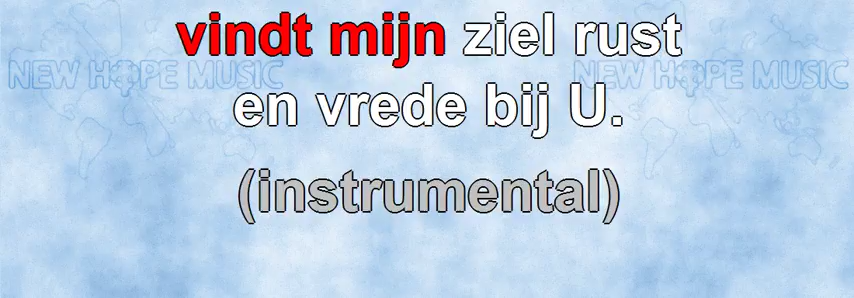 vindt mijn ziel rust
NEW HOPE MUSIC NEW HOPE MUSIC
en vrede bij U.
(instrumental)